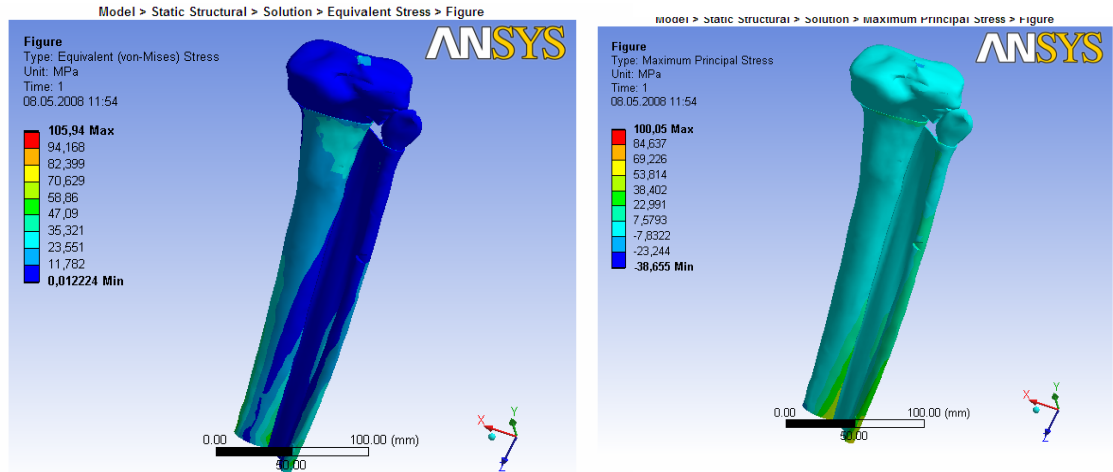 Model > Static Structural > Solution > Equivalent Stress > Figure
Figure
Type: Equivalent (von-Mises) Stress
Unit: MPa
Time: 1
08.05.2008 11:54
ANSYS
105,94 Max
94,168
82,399
70,629
58,86
47,09
35,321
23,551
11,782
0,012224 Min
0.00
100.00 (mm)
50.00
X
Y
Z
Model > Static Structural > Solution > Maximum Principal Stress > Figure
Figure
Type: Maximum Principal Stress
Unit: MPa
Time: 1
08.05.2008 11:54
ANSYS
100,05 Max
84,637
69,226
53,814
38,402
22,991
7,5793
-7,8322
-23,244
-38,655 Min
0.00
100.00 (mm)
50.00
X
Y
Z